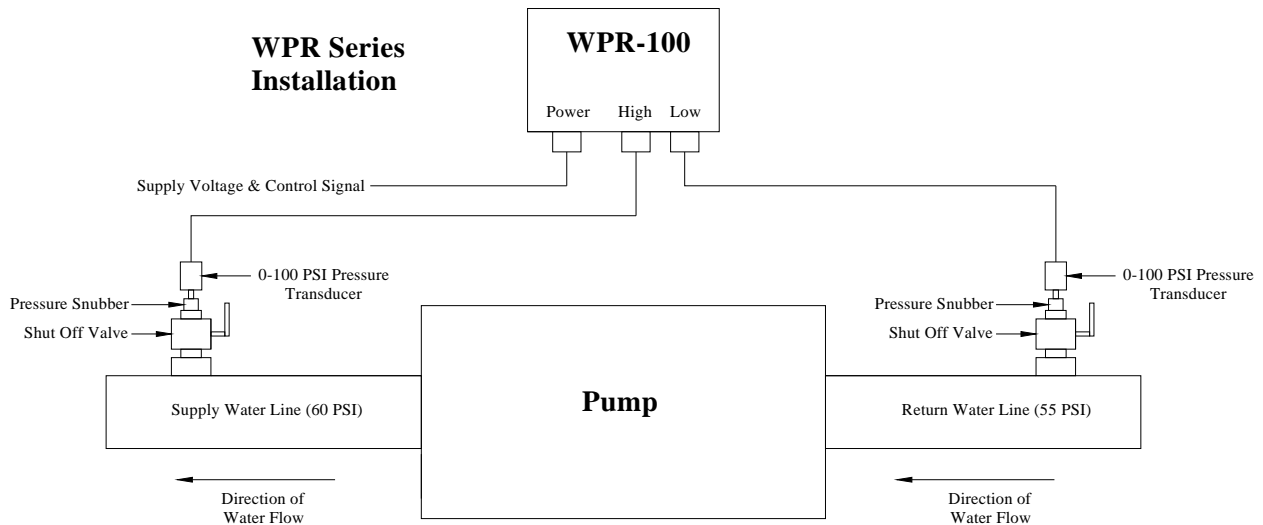 WPR Series
Installation
WPR-100
Power High Low
Supply Voltage & Control Signal
0-100 PSI Pressure
Transducer
Pressure Snubber
Shut Off Valve
0-100 PSI Pressure
Transducer
Pressure Snubber
Shut Off Valve
Supply Water Line (60 PSI)
Pump
Return Water Line (55 PSI)
Direction of
Water Flow
Direction of
Water Flow